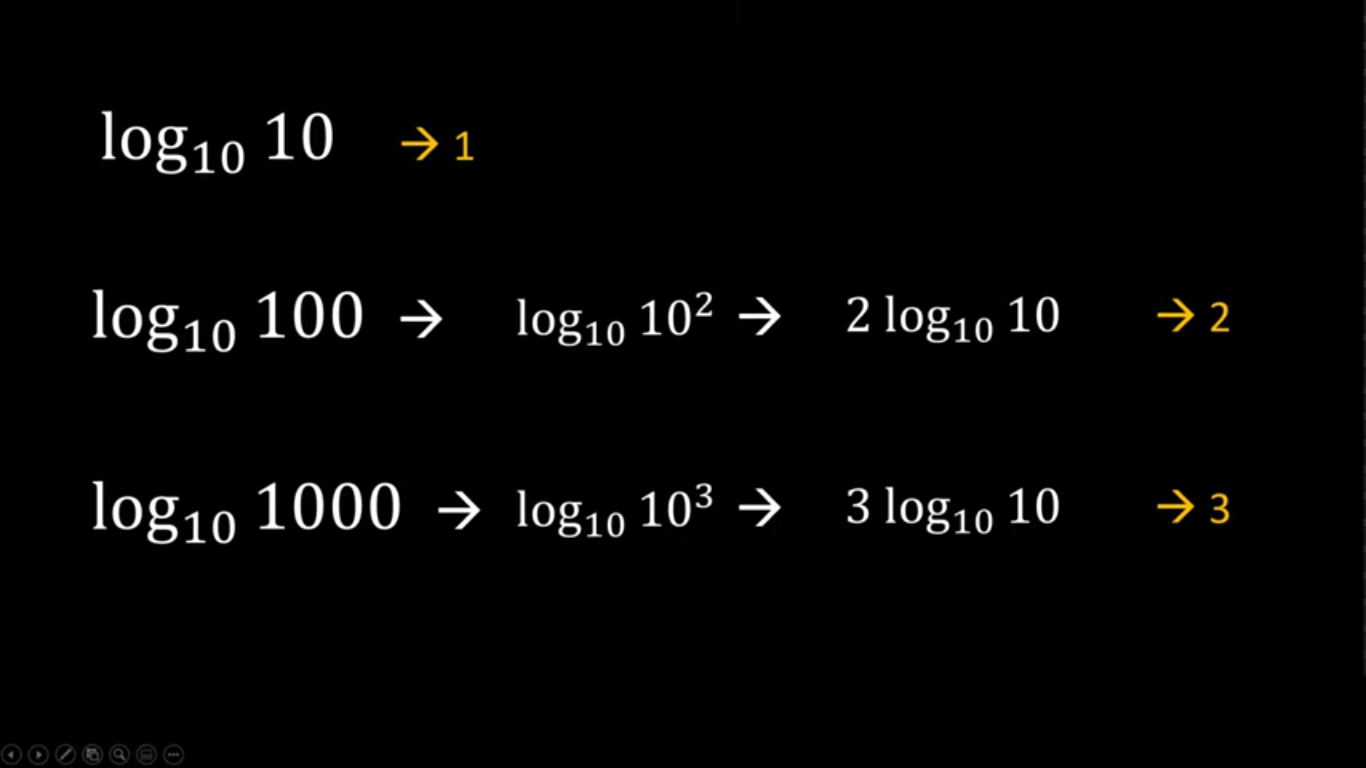 log₁₀ 10 → 1
log₁₀ 100 → log₁₀ 10² → 2 log₁₀ 10 → 2
log₁₀ 1000 → log₁₀ 10³ → 3 log₁₀ 10 → 3